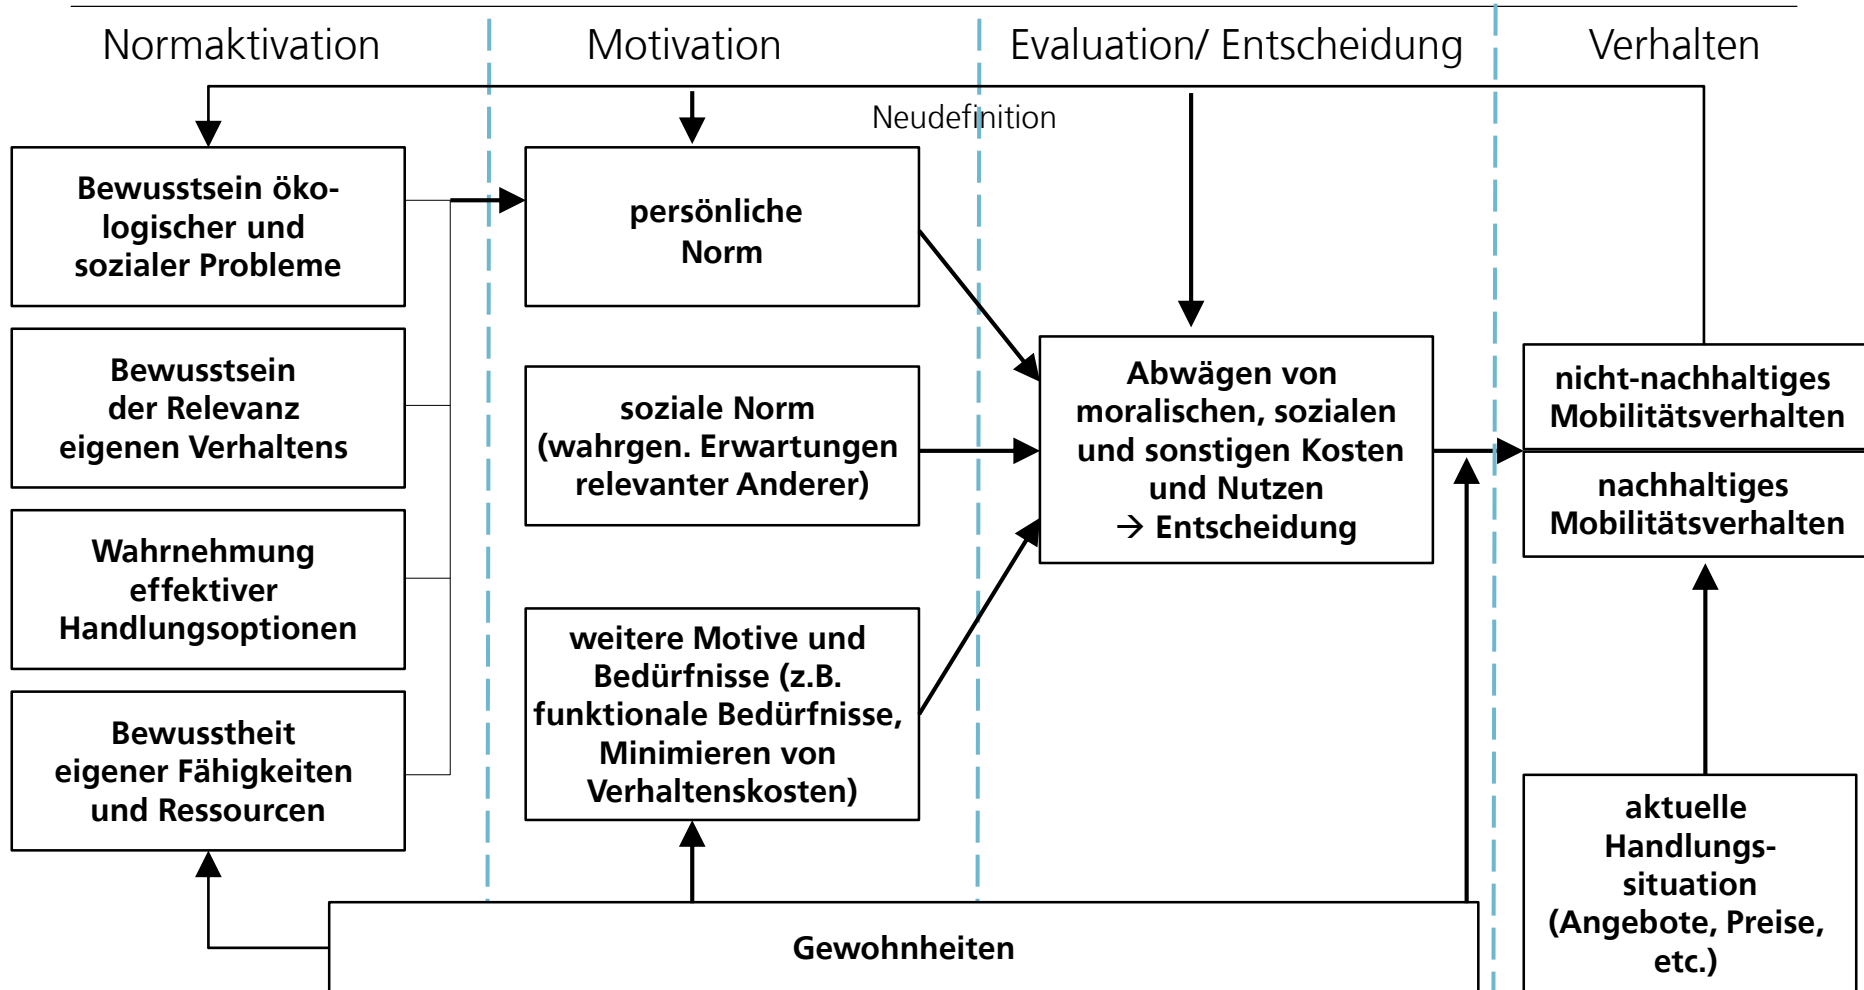 Normaktivation
Motivation
Evaluation/ Entscheidung
Verhalten
Neudefinition
Bewusstsein öko-
logischer und
sozialer Probleme
Bewusstsein
der Relevanz
eigenen Verhaltens
Wahrnehmung
effektiver
Handlungsoptionen
Bewusstheit
eigener Fähigkeiten
und Ressourcen
persönliche
Norm
soziale Norm
(wahrgen. Erwartungen
relevanter Anderer)
weitere Motive und
Bedürfnisse (z.B.
funktionale Bedürfnisse,
Minimieren von
Verhaltenskosten)
Abwägen von
moralischen, sozialen
und sonstigen Kosten
und Nutzen
→ Entscheidung
nicht-nachhaltiges
Mobilitätsverhalten
nachhaltiges
Mobilitätsverhalten
aktuelle
Handlungs-
situation
(Angebote, Preise,
etc.)
Gewohnheiten